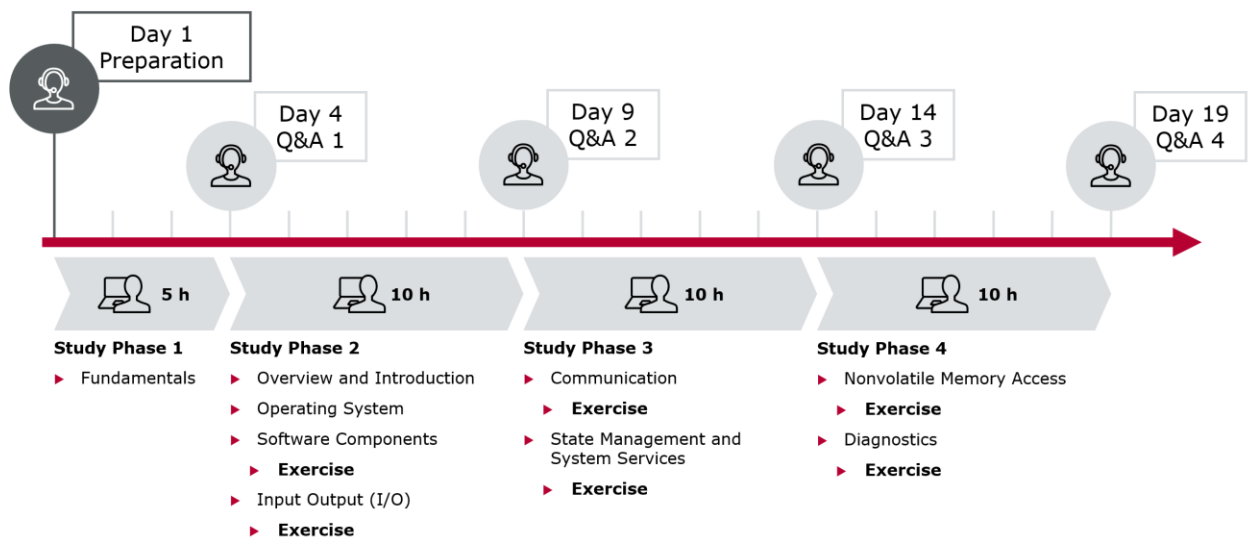 Day 1
Preparation
Day 4
Q&A 1
Day 9
Q&A 2
Day 14
Q&A 3
Day 19
Q&A 4
5 h
10 h
10 h
10 h
Study Phase 1
Fundamentals
Study Phase 2
Overview and Introduction
Operating System
Software Components
Exercise
Input Output (I/O)
Exercise
Study Phase 3
Communication
Exercise
State Management and
System Services
Exercise
Study Phase 4
Nonvolatile Memory Access
Exercise
Diagnostics
Exercise